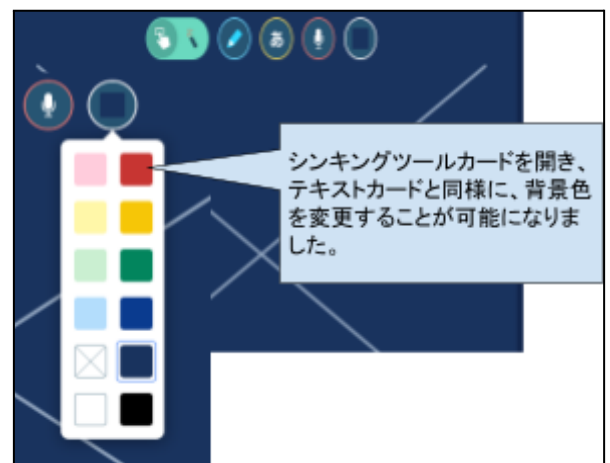 あ
シンキングツールカードを開き、
テキストカードと同様に、背景色
を変更することが可能になりま
した。